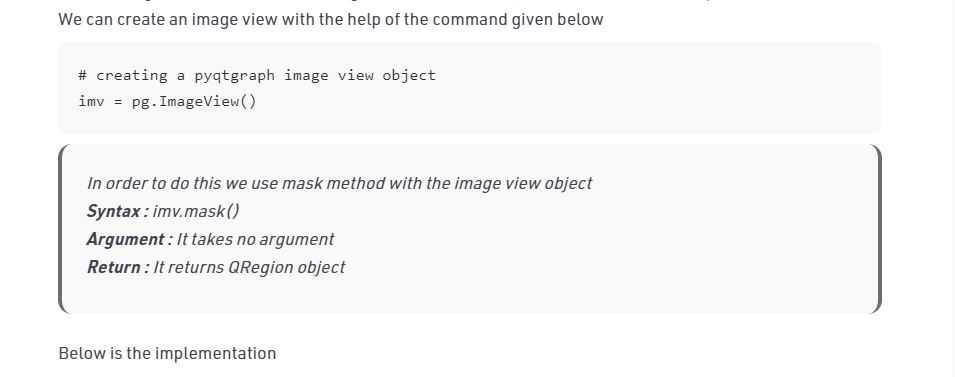 We can create an image view with the help of the command given below
# creating a pyqtgraph image view object
imv = pg.ImageView()
In order to do this we use mask method with the image view object
Syntax : imv.mask()
Argument : It takes no argument
Return : It returns QRegion object
Below is the implementation